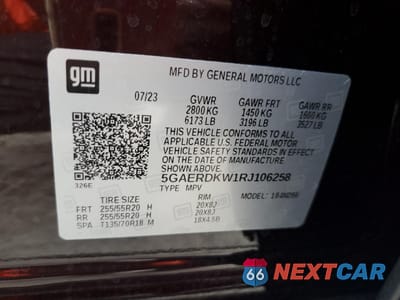 gm
MFD BY GENERAL MOTORS LLC
07/23 GVWR GAWR FRT GAWR RR
2800 KG 1450 KG 1600 KG
6173 LB 3196 LB 3527 LB
THIS VEHICLE CONFORMS TO ALL
APPLICABLE U.S. FEDERAL MOTOR
VEHICLE SAFETY STANDARDS IN EFFECT
ON THE DATE OF MANUFACTURE
SHOWN ABOVE.
326E
5GAERDKW1RJ106258
TYPE: MPV MODEL:
TIRE SIZE RIM
FRT 255/55R20 H 20X8J
RR 255/55R20 H 20X8J
SPA T135/70R18 M 18X4.5B
66 NEXTCAR